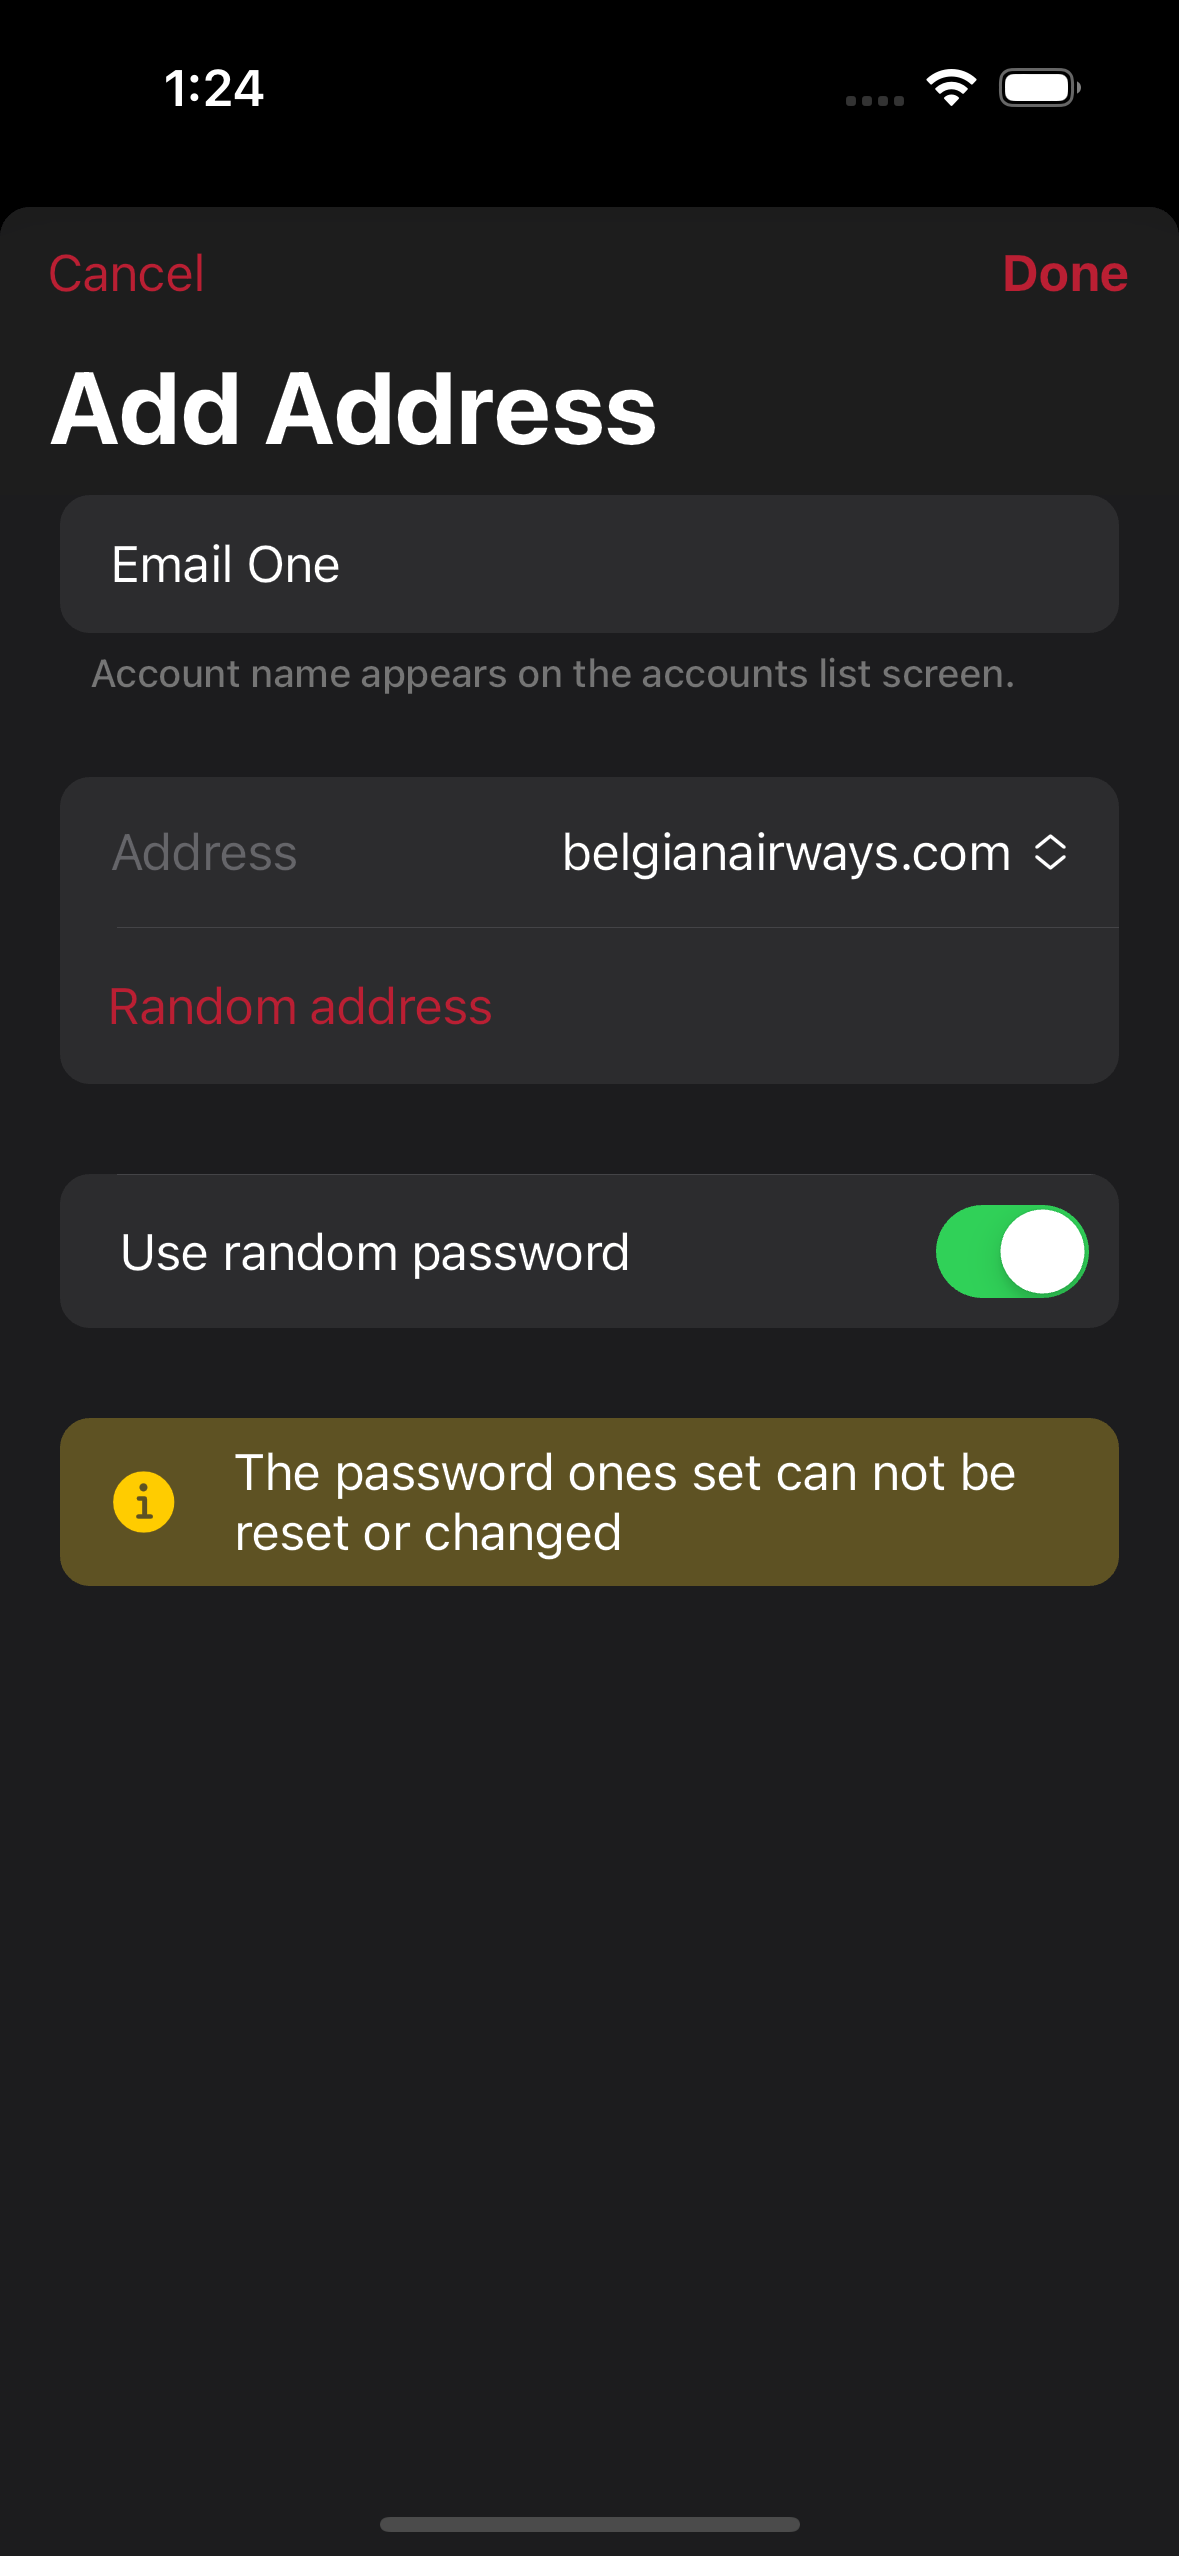 1:24
Cancel
Done
Add Address
Email One
Account name appears on the accounts list screen.
Address
belgianairways.com
Random address
Use random password
The password ones set can not be
reset or changed